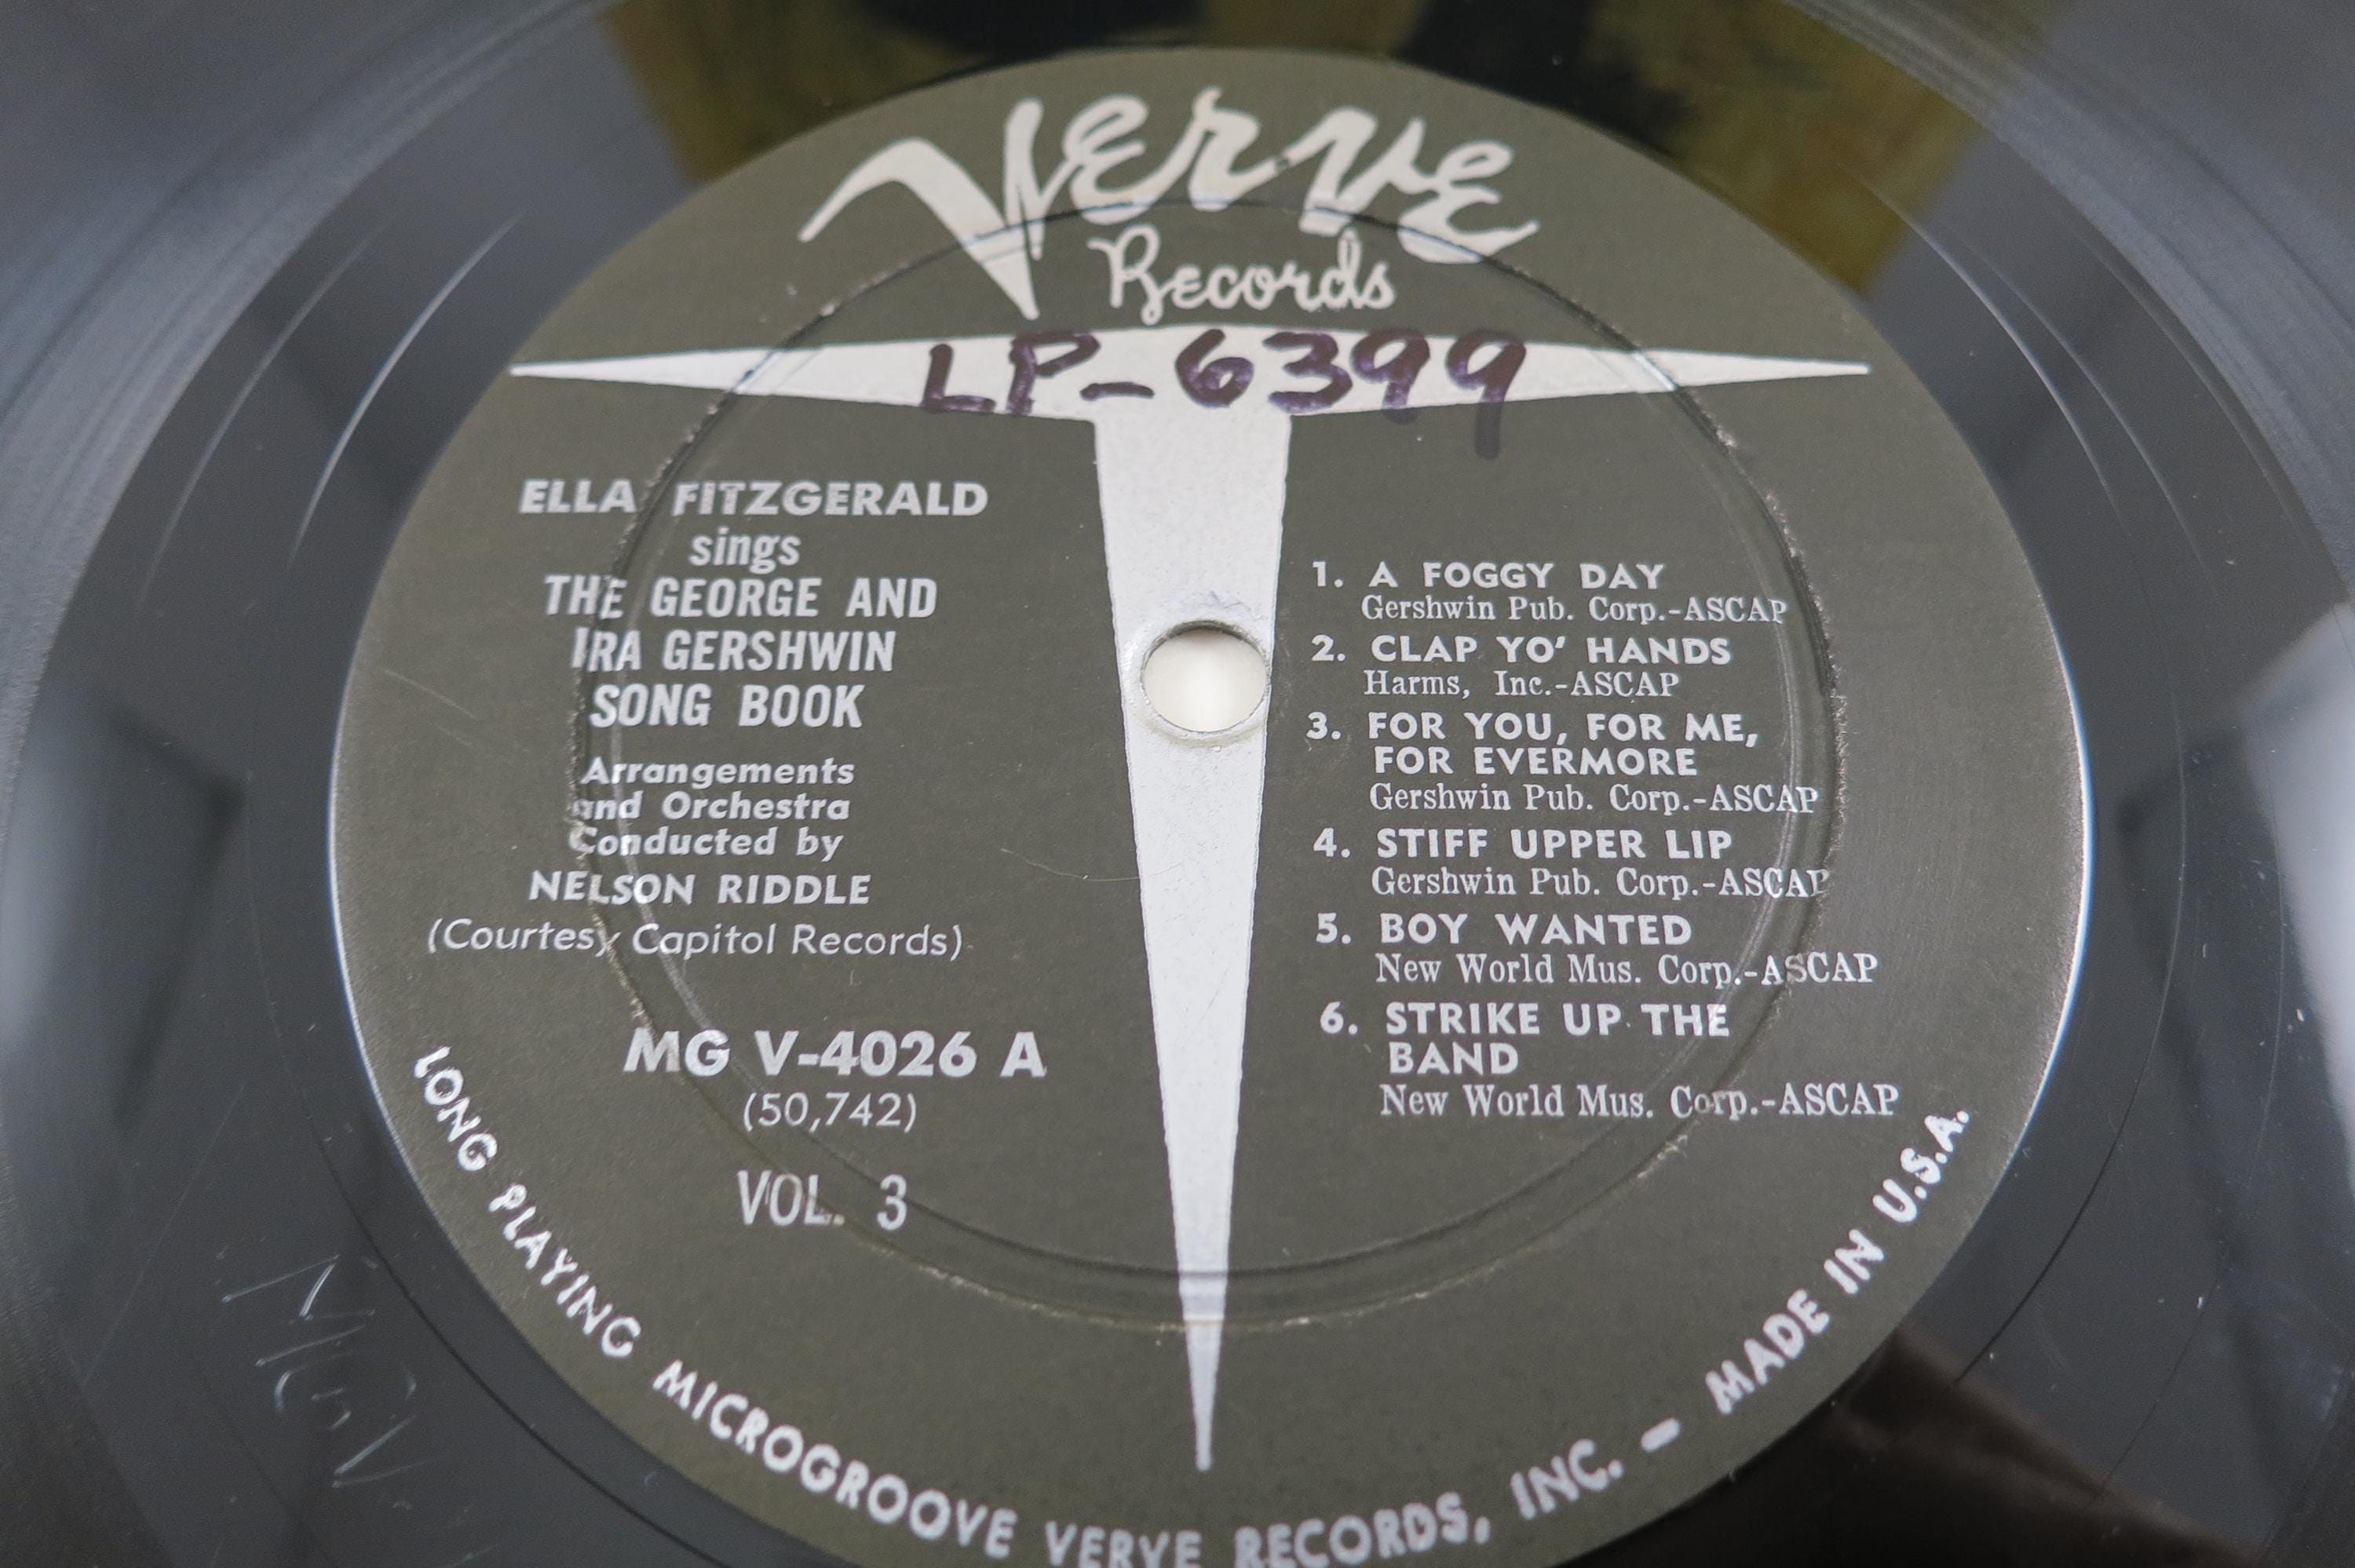 Verve
Records
LP-6399
ELLA FITZGERALD
sings
THE GEORGE AND
IRA GERSHWIN
SONG BOOK
Arrangements
and Orchestra
Conducted by
NELSON RIDDLE
(Courtesy Capitol Records)
MG V-4026 A
(50,742)
VOL. 3
1. A FOGGY DAY
Gershwin Pub. Corp.-ASCAP
2. CLAP YO' HANDS
Harms, Inc.-ASCAP
3. FOR YOU, FOR ME,
FOR EVERMORE
Gershwin Pub. Corp.-ASCAP
4. STIFF UPPER LIP
Gershwin Pub. Corp.-ASCAP
5. BOY WANTED
New World Mus. Corp.-ASCAP
6. STRIKE UP THE
BAND
New World Mus. Corp.-ASCAP
LONG PLAYING MICROGROOVE VERVE RECORDS, INC. — MADE IN U.S.A.
MGV